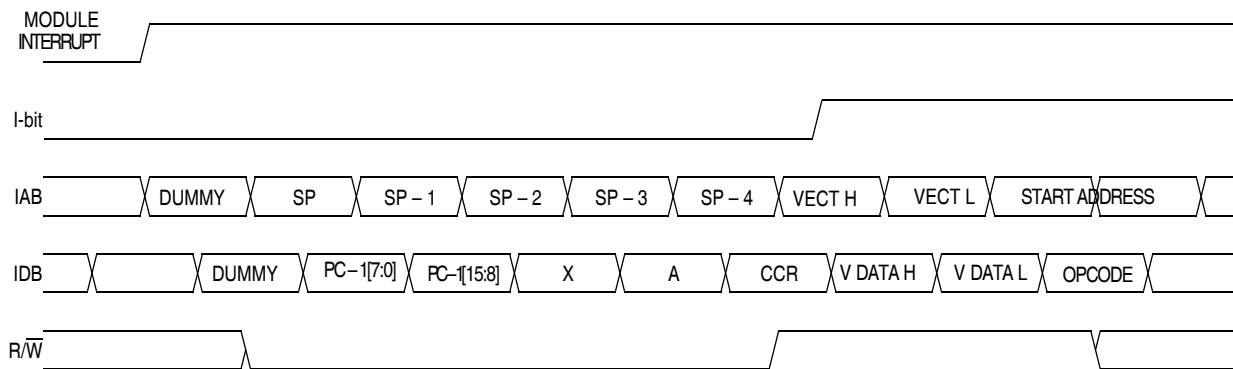 MODULE
INTERRUPT
I-bit
IAB DUMMY SP SP – 1 SP – 2 SP – 3 SP – 4 VECT H VECT L START ADDRESS
IDB DUMMY PC – 1[7:0] PC–1[15:8] X A CCR V DATA H V DATA L OPCODE
R/W